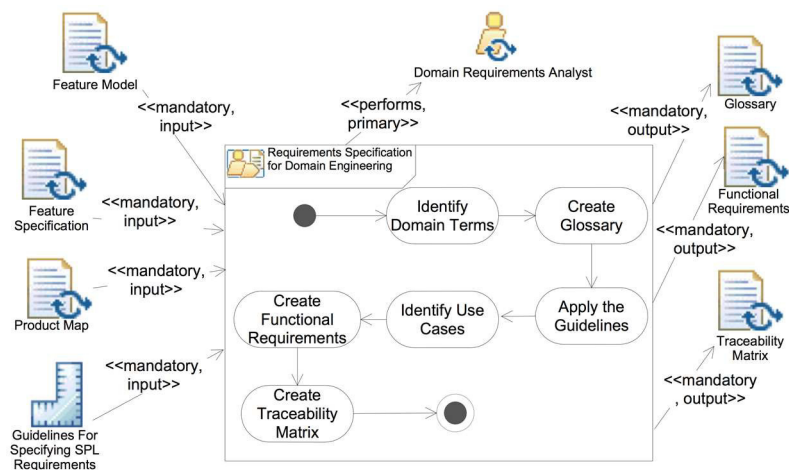 Feature Model
<<mandatory,
input>>
Feature
Specification
<<mandatory,
input>>
Product Map
<<mandatory,
input>>
Guidelines For
Specifying SPL
Requirements
<<mandatory,
input>>
Domain Requirements Analyst
<<performs,
primary>>
Requirements Specification
for Domain Engineering
Identify
Domain Terms
Create
Glossary
Apply the
Guidelines
Identify Use
Cases
Create
Functional
Requirements
Create
Traceability
Matrix
Glossary
<<mandatory,
output>>
Functional
Requirements
<<mandatory,
output>>
Traceability
Matrix
<<mandatory
, output>>